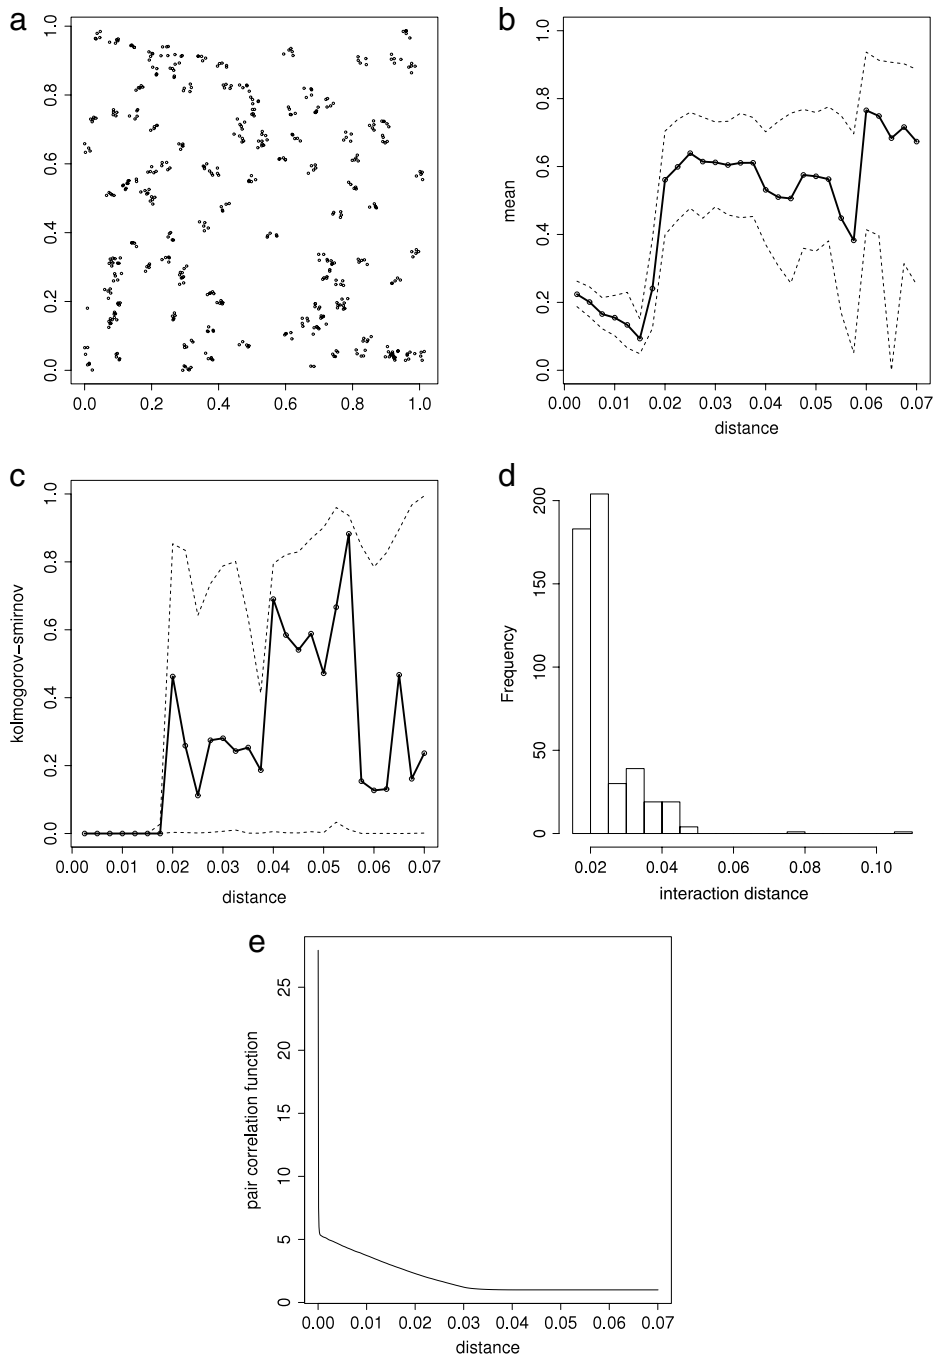 a
1.0
0.8
0.6
0.4
0.2
0.0
0.0 0.2 0.4 0.6 0.8 1.0
b
mean
1.0
0.8
0.6
0.4
0.2
0.0
0.00 0.01 0.02 0.03 0.04 0.05 0.06 0.07
distance
c
kolmogorov−smirnov
1.0
0.8
0.6
0.4
0.2
0.0
0.00 0.01 0.02 0.03 0.04 0.05 0.06 0.07
distance
d
Frequency
200
150
100
50
0
0.02 0.04 0.06 0.08 0.10
interaction distance
e
pair correlation function
25
20
15
10
5
0
0.00 0.01 0.02 0.03 0.04 0.05 0.06 0.07
distance